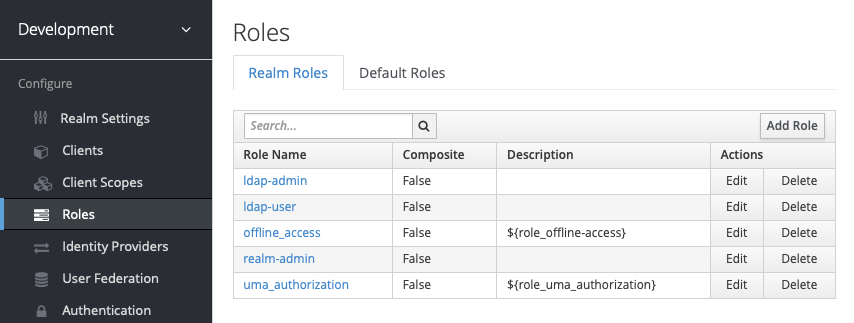 Development
Configure
Realm Settings
Clients
Client Scopes
Roles
Identity Providers
User Federation
Authentication
Roles
Realm Roles Default Roles
Search... Add Role
Role Name Composite Description Actions
ldap-admin False Edit Delete
ldap-user False Edit Delete
offline_access False ${role_offline-access} Edit Delete
realm-admin False Edit Delete
uma_authorization False ${role_uma_authorization} Edit Delete